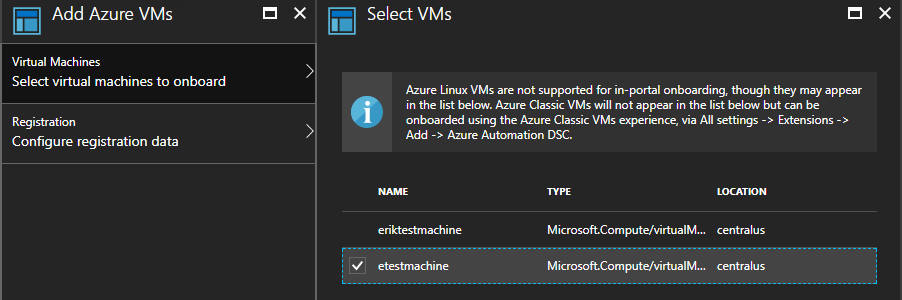 Add Azure VMs
Virtual Machines
Select virtual machines to onboard
Registration
Configure registration data
Select VMs
Azure Linux VMs are not supported for in-portal onboarding, though they may appear
in the list below. Azure Classic VMs will not appear in the list below but can be
onboarded using the Azure Classic VMs experience, via All settings -> Extensions ->
Add -> Azure Automation DSC.
NAME TYPE LOCATION
eriktestmachine Microsoft.Compute/virtualM... centralus
etestmachine Microsoft.Compute/virtualM... centralus